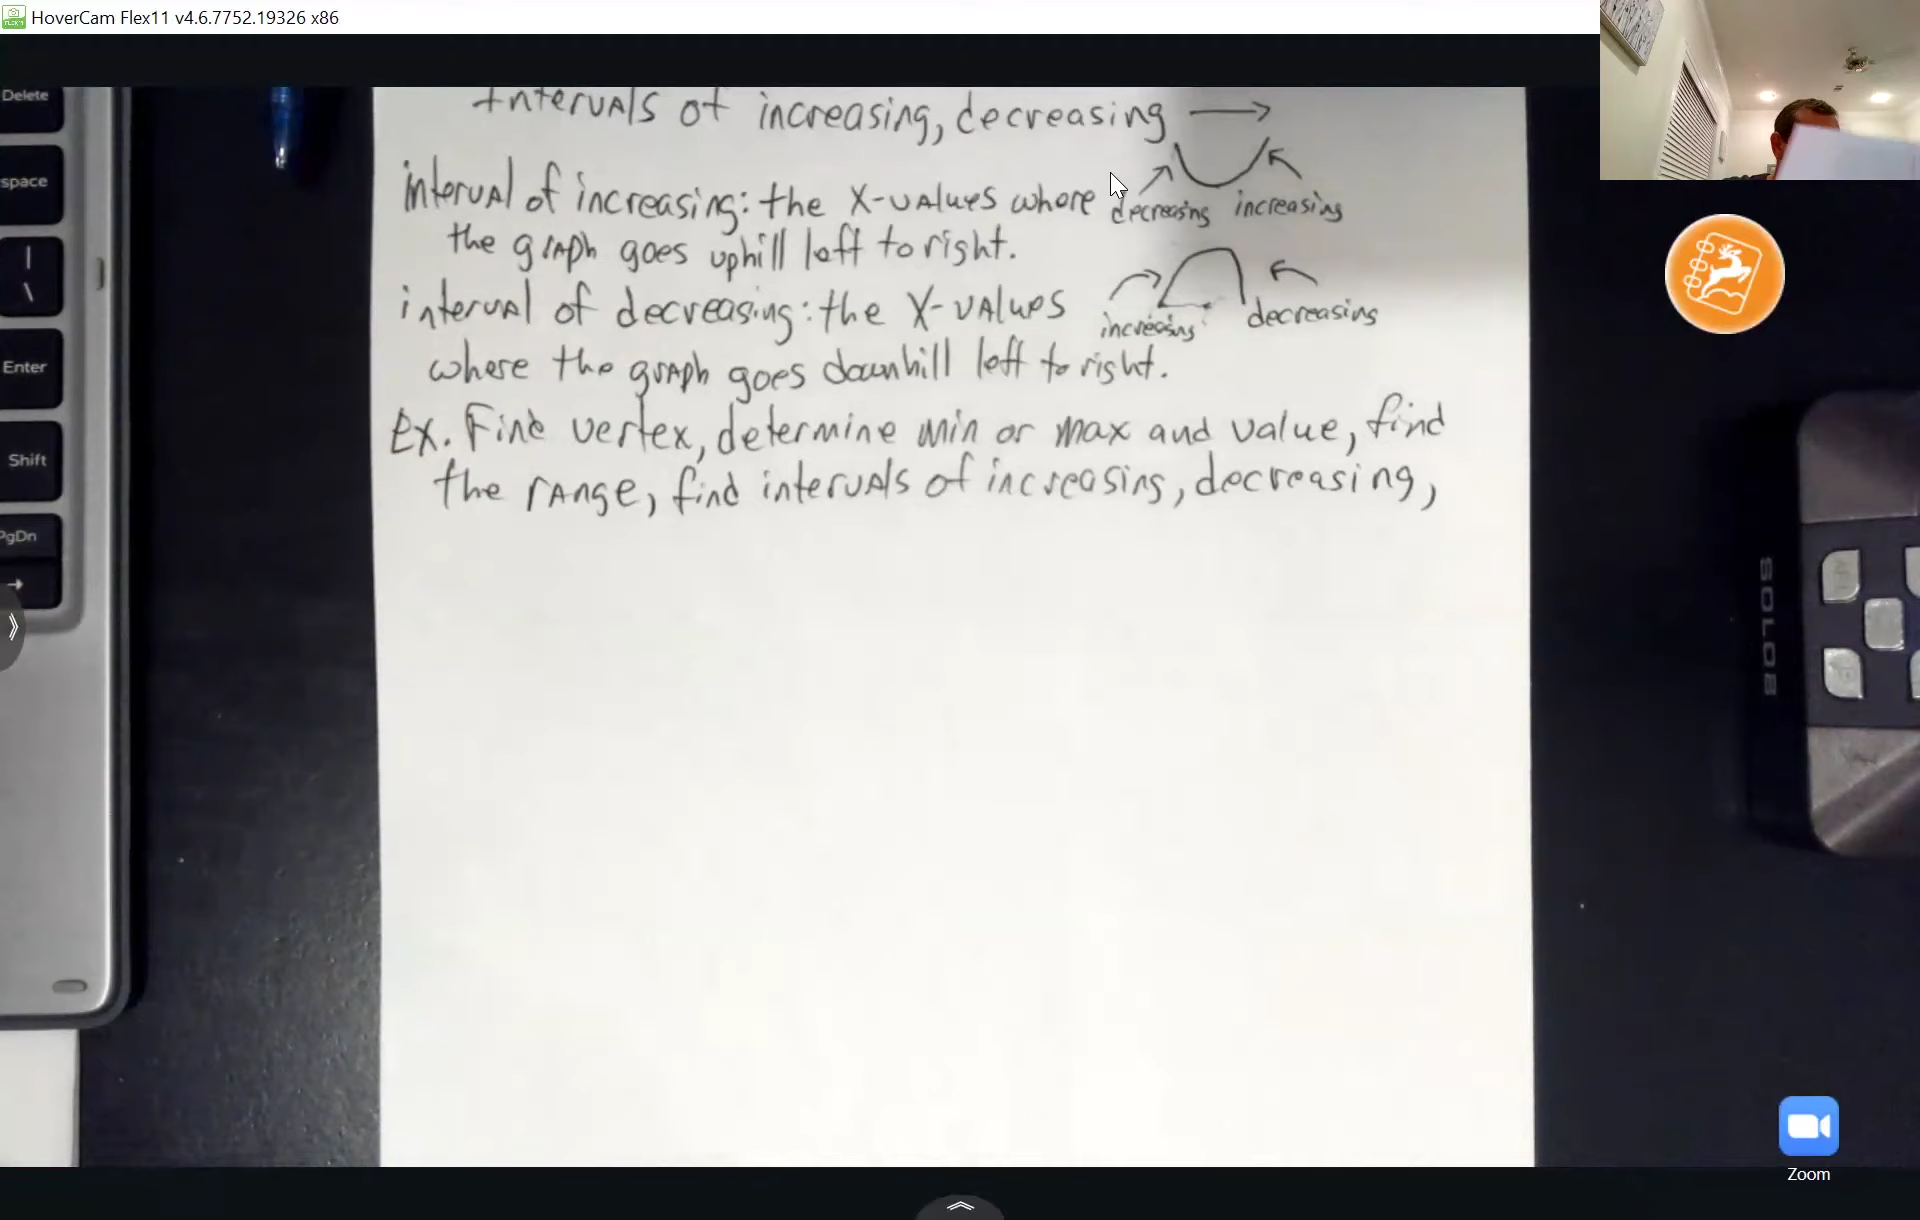 HoverCam Flex11 v4.6.7752.19326 x86
Intervals of increasing, decreasing
interval of increasing: the x-values where
decreasing increasing
the graph goes uphill left to right.
interval of decreasing: the x-values
increasing decreasing
where the graph goes downhill left to right.
Ex. Find vertex, determine min or max and value, find
the range, find intervals of increasing, decreasing,
Delete
space
|
\
Enter
Shift
PgDn
SOLOS
Zoom